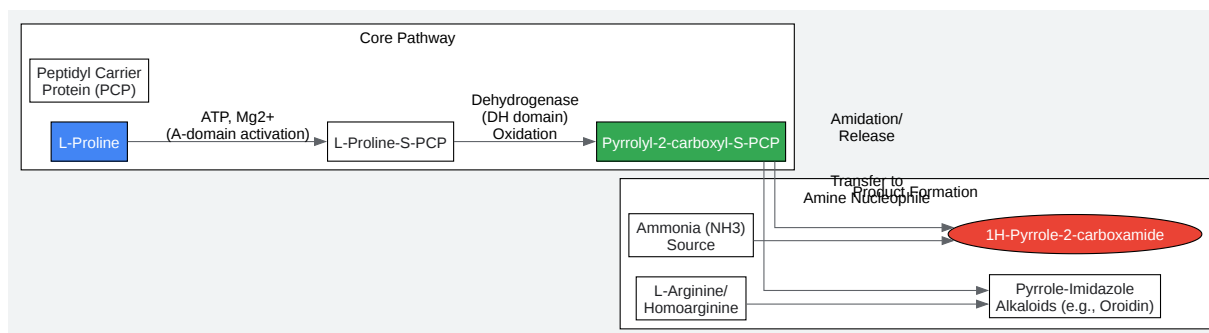 Core Pathway
Peptidyl Carrier
Protein (PCP)
L-Proline
ATP, Mg2+
(A-domain activation)
L-Proline-S-PCP
Dehydrogenase
(DH domain)
Oxidation
Pyrrolyl-2-carboxyl-S-PCP
Amidation/
Release
Transfer to
Amine Nucleophile
Product Formation
Ammonia (NH3)
Source
1H-Pyrrole-2-carboxamide
L-Arginine/
Homoarginine
Pyrrole-Imidazole
Alkaloids (e.g., Oroidin)